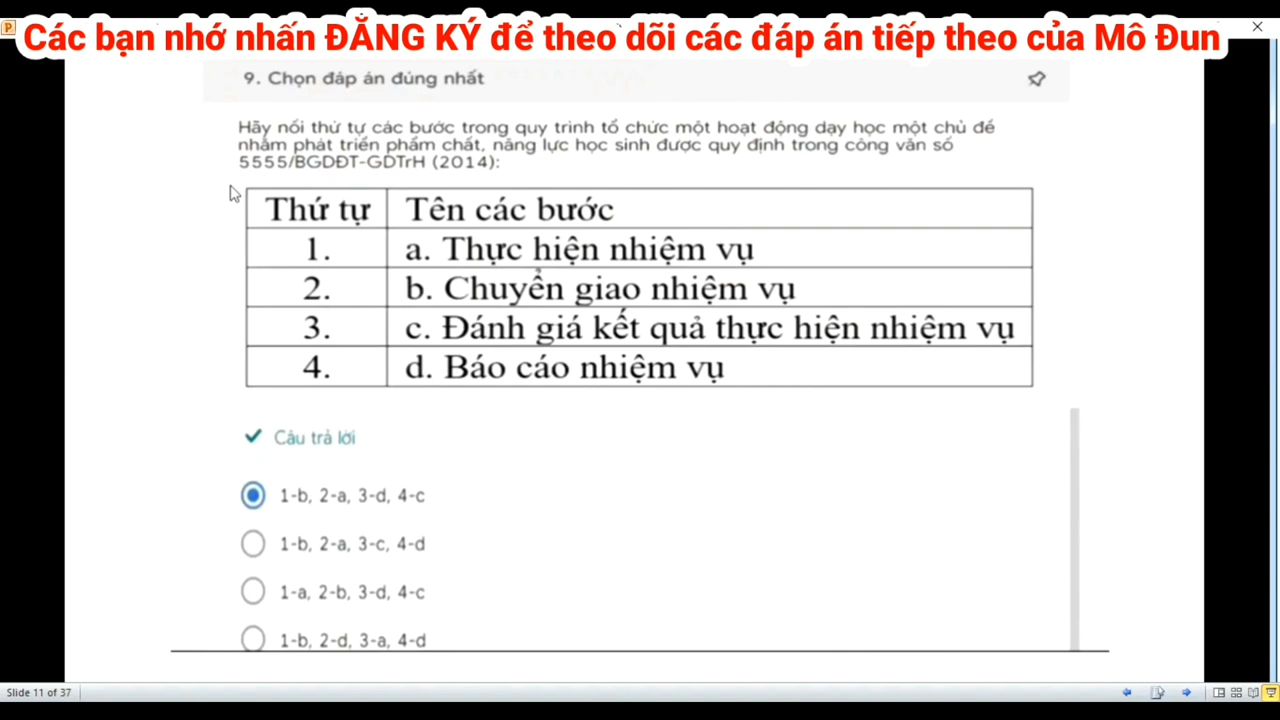 Các bạn nhớ nhấn ĐĂNG KÝ để theo dõi các đáp án tiếp theo của Mô Đun
9. Chọn đáp án đúng nhất
Hãy nối thứ tự các bước trong quy trình tổ chức một hoạt động dạy học một chủ đề
nhằm phát triển phẩm chất, năng lực học sinh được quy định trong công văn số
5555/BGDĐT-GDTrH (2014):
Thứ tự Tên các bước
1. a. Thực hiện nhiệm vụ
2. b. Chuyển giao nhiệm vụ
3. c. Đánh giá kết quả thực hiện nhiệm vụ
4. d. Báo cáo nhiệm vụ
Câu trả lời
1-b, 2-a, 3-d, 4-c
1-b, 2-a, 3-c, 4-d
1-a, 2-b, 3-d, 4-c
1-b, 2-d, 3-a, 4-d
Slide 11 of 37